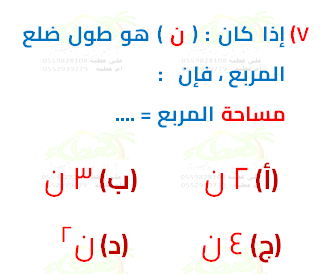 ٧) إذا كان : ( ن ) هو طول ضلع
المربع ، فإن :
مساحة المربع = ....
(أ) ٢ ن (ب) ٣ ن
(ج) ٤ ن (د) ن٢